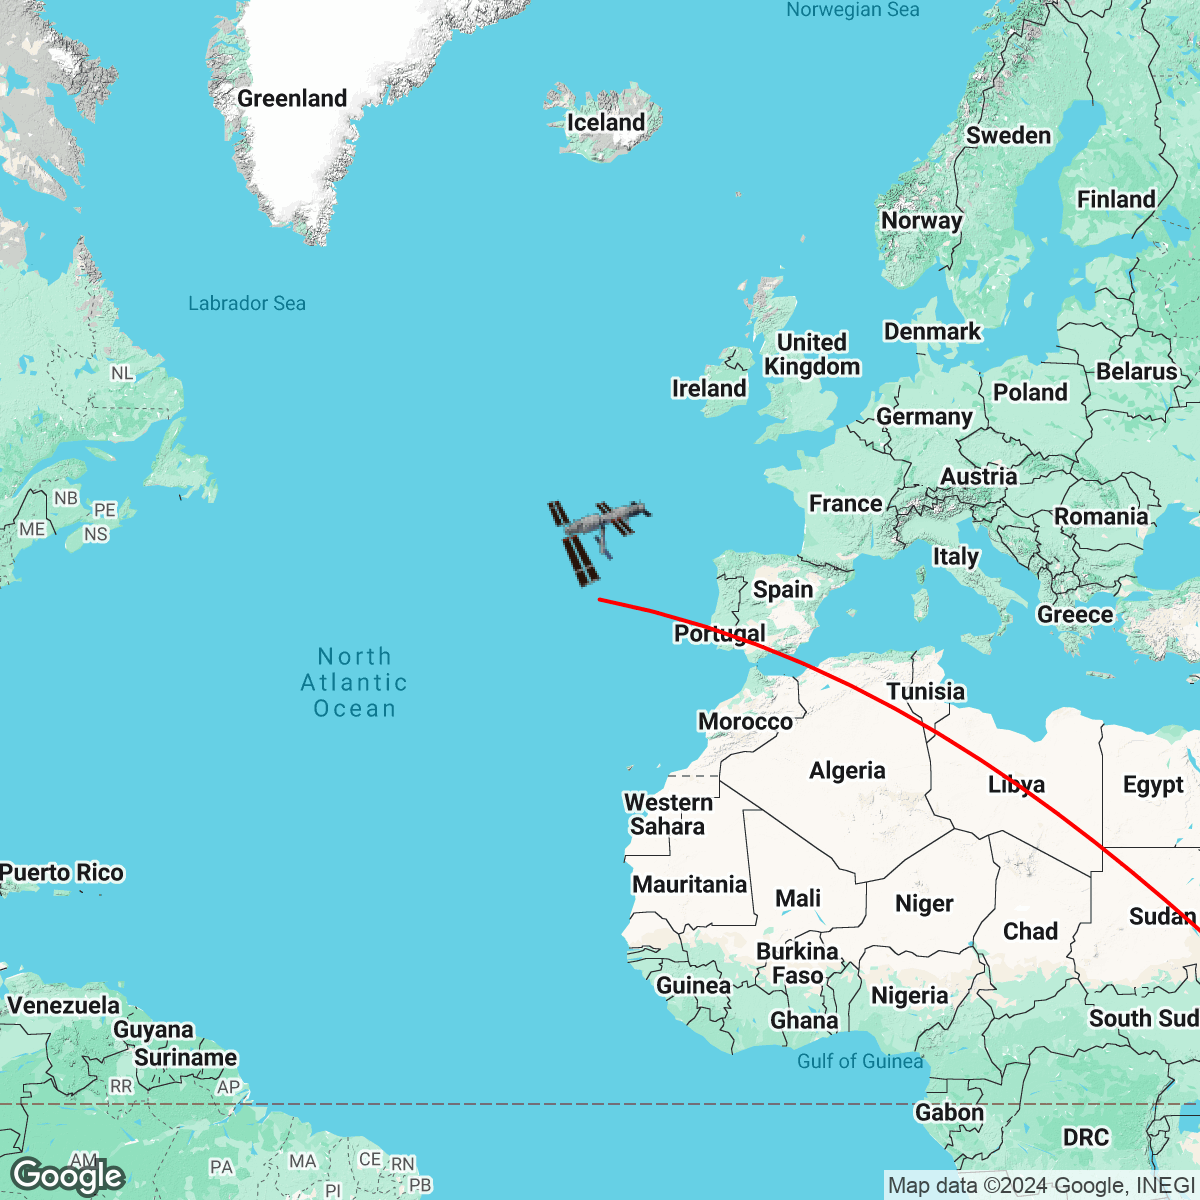 Norwegian Sea
Greenland
Iceland
Sweden
Finland
Norway
Labrador Sea
Denmark
United
Kingdom
NL
Ireland
Belarus
Poland
Germany
Austria
NB
PE
France
Romania
ME
NS
Italy
Spain
Greece
Portugal
North
Atlantic
Ocean
Tunisia
Morocco
Algeria
Libya
Egypt
Western
Sahara
Puerto Rico
Mauritania
Mali
Niger
Sudan
Chad
Burkina
Faso
Guinea
Nigeria
Venezuela
Ghana
South Sud
Guyana
Suriname
Gulf of Guinea
RR
AP
Gabon
DRC
AM
PA
MA
CE
RN
PI
PB
Google
Map data ©2024 Google, INEGI